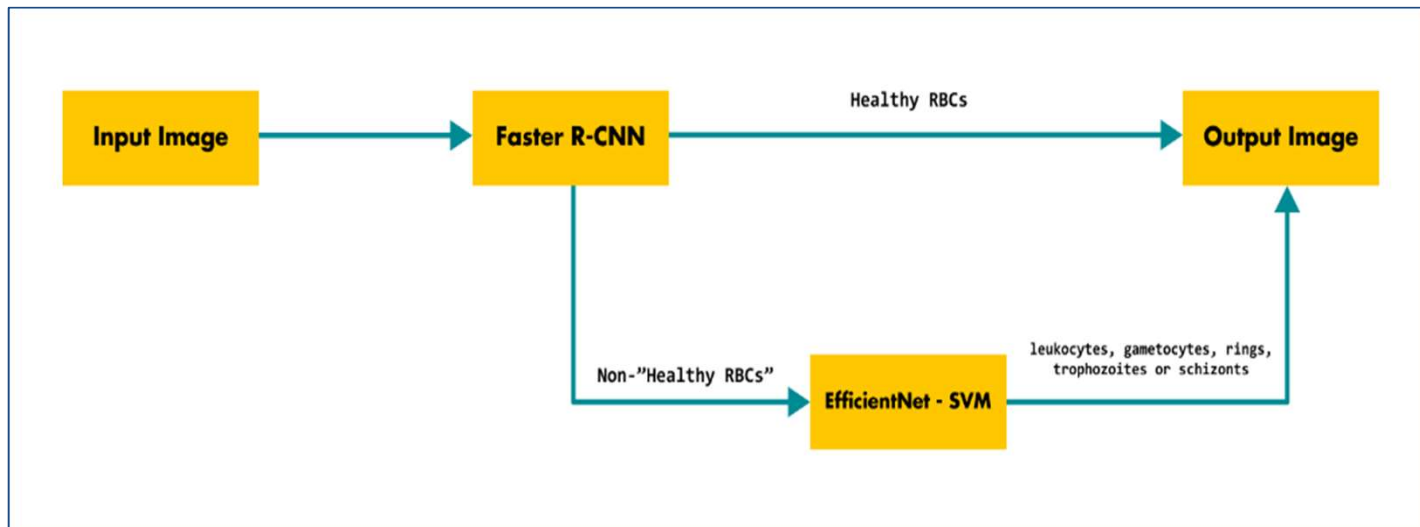 Input Image
Faster R-CNN
Healthy RBCs
Output Image
Non-”Healthy RBCs”
EfficientNet - SVM
leukocytes, gametocytes, rings,
trophozoites or schizonts